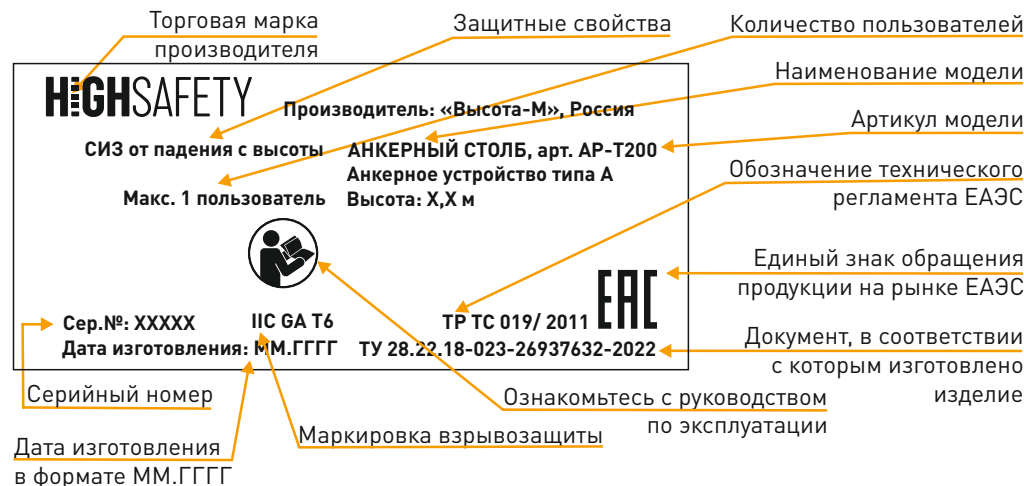 Торговая марка
производителя
Защитные свойства
Количество пользователей
Наименование модели
Артикул модели
Обозначение технического
регламента ЕАЭС
Единый знак обращения
продукции на рынке ЕАЭС
Документ, в соответствии
с которым изготовлено
изделие
HIGHSAFETY
Производитель: «Высота-М», Россия
СИЗ от падения с высоты
АНКЕРНЫЙ СТОЛБ, арт. AP-T200
Анкерное устройство типа А
Макс. 1 пользователь
Высота: X,X м
EAC
Сер.№: XXXXX
IIC GA T6
ТР ТС 019/ 2011
Дата изготовления: ММ.ГГГГ
ТУ 28.22.18-023-26937632-2022
Серийный номер
Ознакомьтесь с руководством
по эксплуатации
Маркировка взрывозащиты
Дата изготовления
в формате ММ.ГГГГ